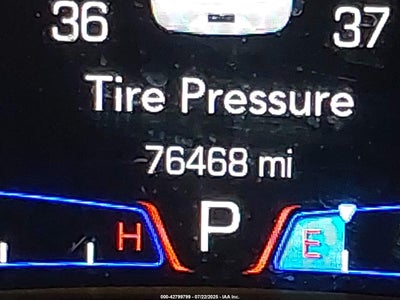 36 37
Tire Pressure
76468 mi
H P E
000-42799799 - 07/22/2025 - IAA Inc.